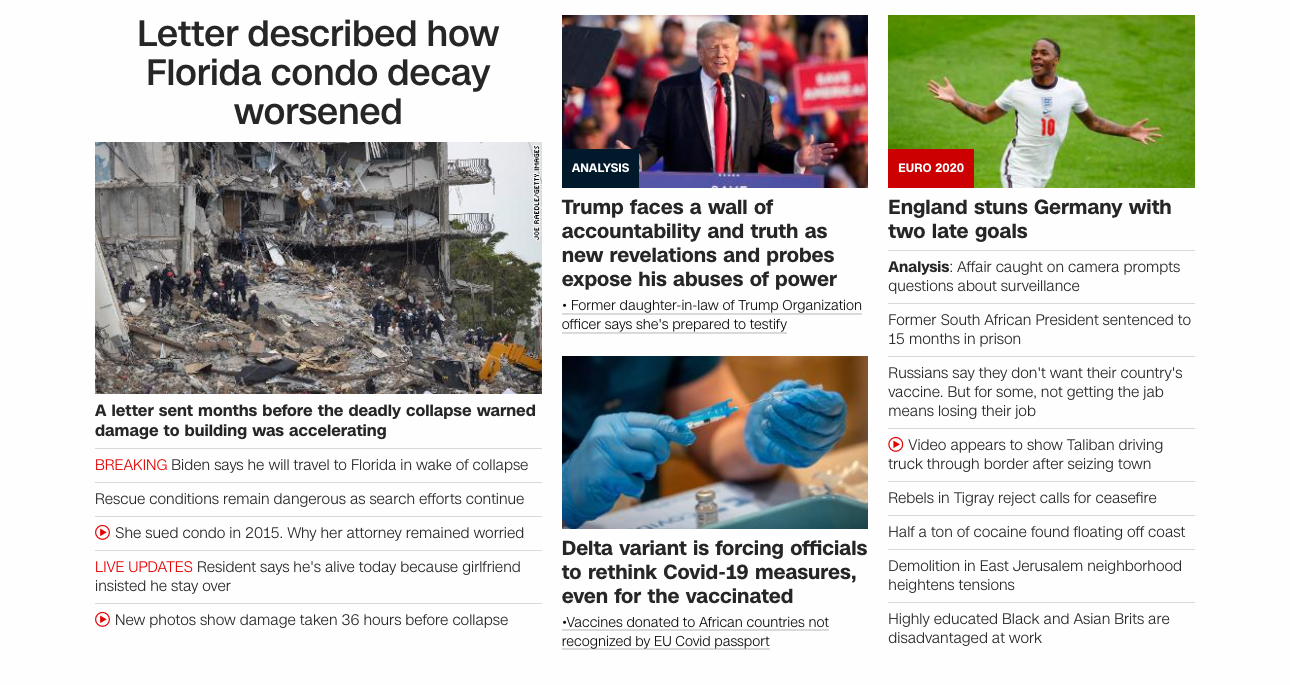 Letter described how
Florida condo decay
worsened
JOE RAEDLE/GETTY IMAGES
A letter sent months before the deadly collapse warned
damage to building was accelerating
BREAKING Biden says he will travel to Florida in wake of collapse
Rescue conditions remain dangerous as search efforts continue
She sued condo in 2015. Why her attorney remained worried
LIVE UPDATES Resident says he's alive today because girlfriend
insisted he stay over
New photos show damage taken 36 hours before collapse
SAVE
AMERICA!
ANALYSIS
SAVE
Trump faces a wall of
accountability and truth as
new revelations and probes
expose his abuses of power
• Former daughter-in-law of Trump Organization
officer says she's prepared to testify
Delta variant is forcing officials
to rethink Covid-19 measures,
even for the vaccinated
•Vaccines donated to African countries not
recognized by EU Covid passport
10
EURO 2020
England stuns Germany with
two late goals
Analysis: Affair caught on camera prompts
questions about surveillance
Former South African President sentenced to
15 months in prison
Russians say they don't want their country's
vaccine. But for some, not getting the jab
means losing their job
Video appears to show Taliban driving
truck through border after seizing town
Rebels in Tigray reject calls for ceasefire
Half a ton of cocaine found floating off coast
Demolition in East Jerusalem neighborhood
heightens tensions
Highly educated Black and Asian Brits are
disadvantaged at work